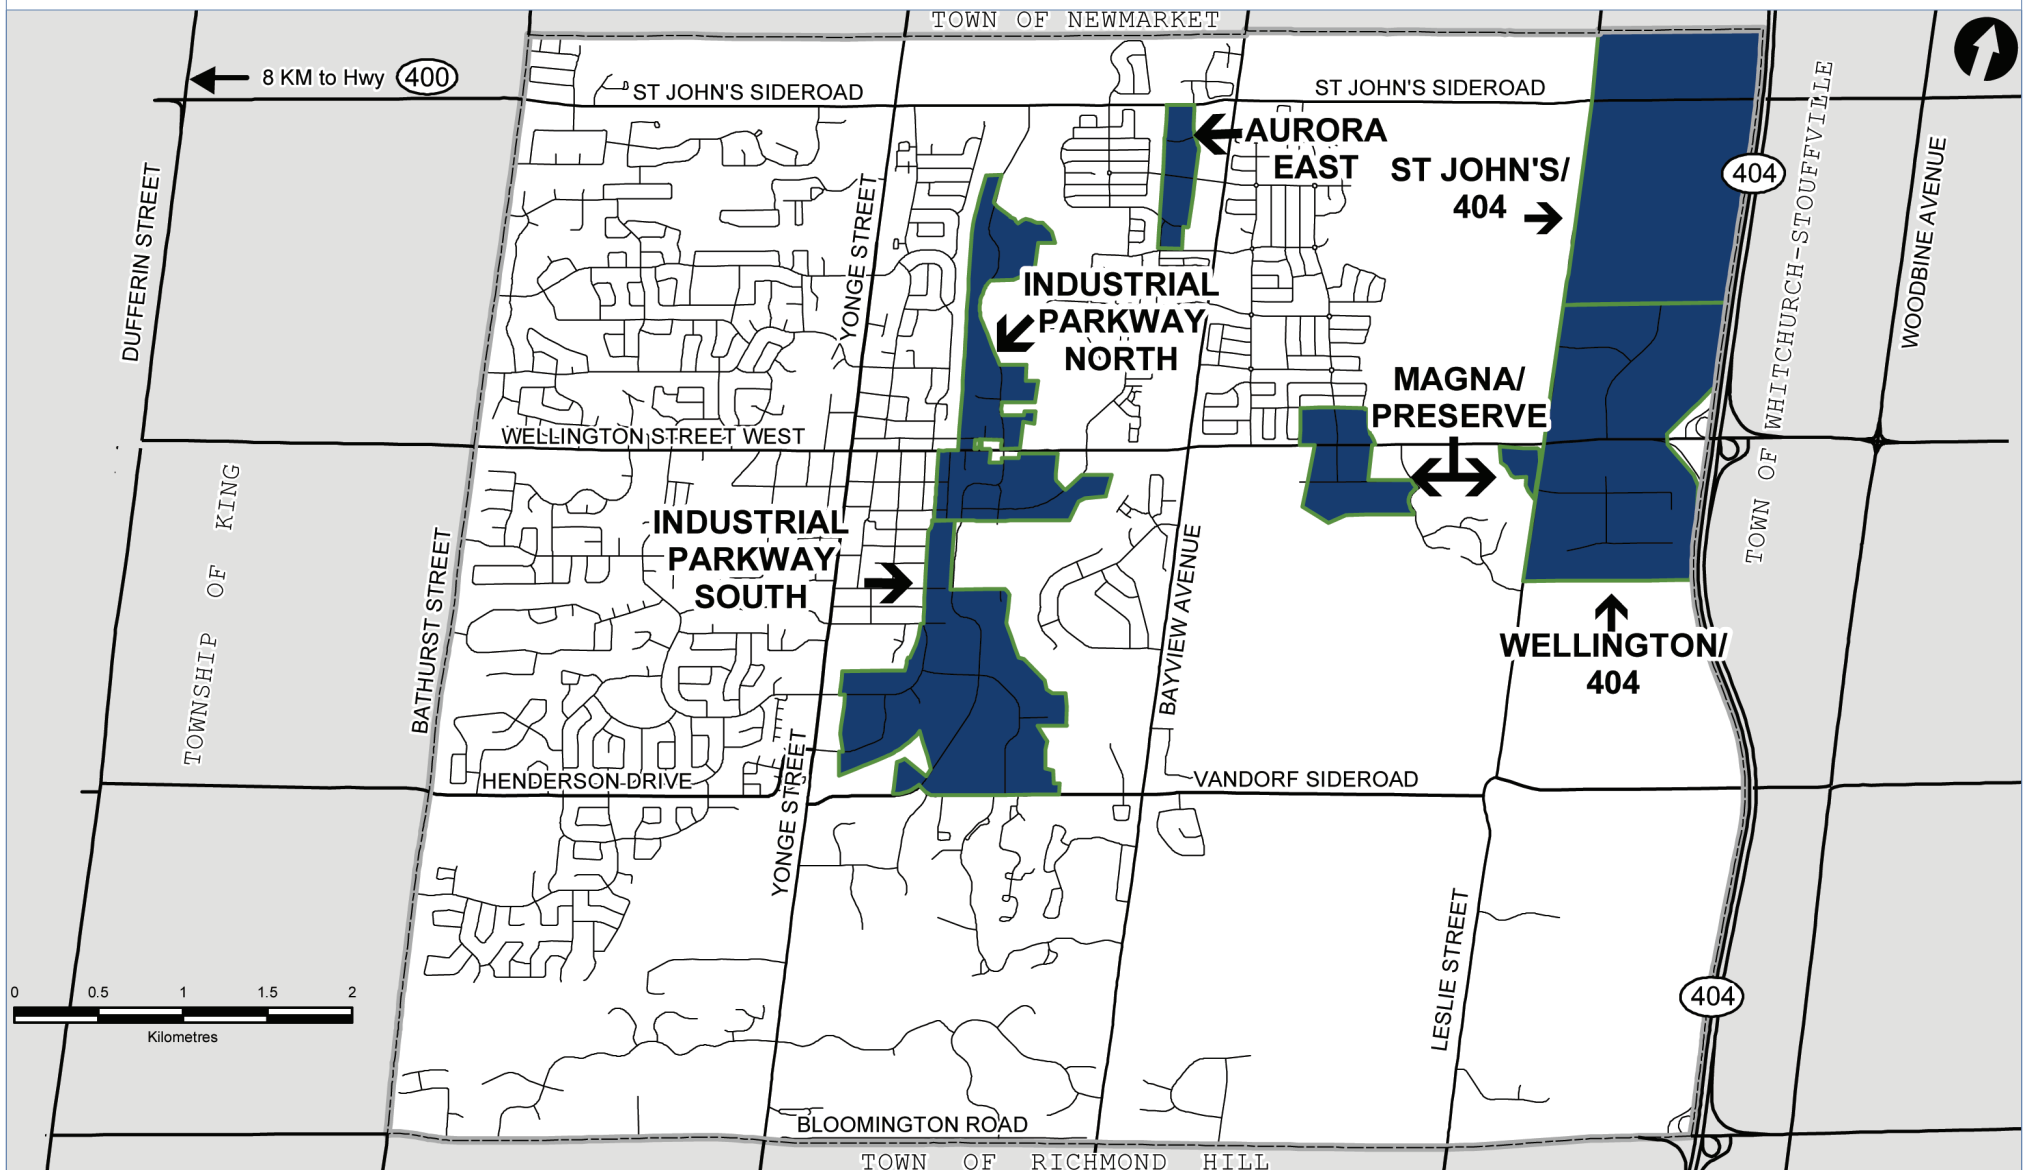 TOWN OF NEWMARKET
8 KM to Hwy 400
ST JOHN'S SIDEROAD
ST JOHN'S SIDEROAD
AURORA
EAST
ST JOHN'S/
404
404
DUFFERIN STREET
YONGE STREET
TOWN OF WHITCHURCH-STOUFFVILLE
WOODBINE AVENUE
INDUSTRIAL
PARKWAY
NORTH
MAGNA/
PRESERVE
WELLINGTON STREET WEST
TOWNSHIP OF KING
BATHURST STREET
INDUSTRIAL
PARKWAY
SOUTH
BAYVIEW AVENUE
TOWN OF
WELLINGTON/
404
HENDERSON DRIVE
YONGE STREET
VANDORF SIDEROAD
LESLIE STREET
404
0 0.5 1 1.5 2
Kilometres
BLOOMINGTON ROAD
TOWN OF RICHMOND HILL